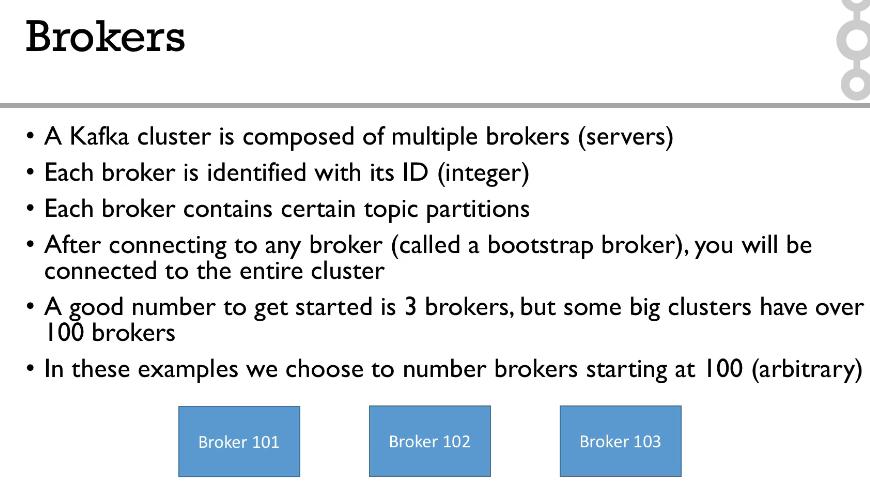 Brokers
• A Kafka cluster is composed of multiple brokers (servers)
• Each broker is identified with its ID (integer)
• Each broker contains certain topic partitions
• After connecting to any broker (called a bootstrap broker), you will be
connected to the entire cluster
• A good number to get started is 3 brokers, but some big clusters have over
100 brokers
• In these examples we choose to number brokers starting at 100 (arbitrary)
Broker 101
Broker 102
Broker 103